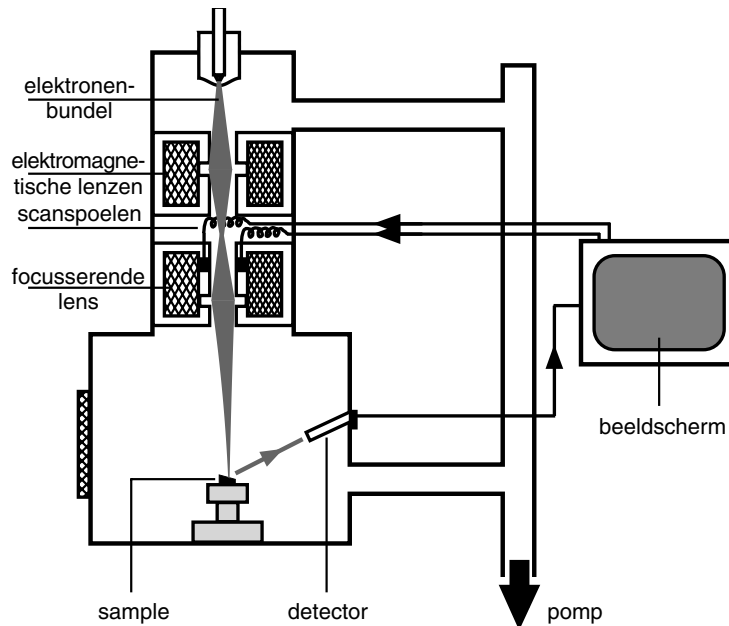 elektronen-
bundel
elektromagne-
tische lenzen
scanspoelen
focusserende
lens
beeldscherm
sample
detector
pomp